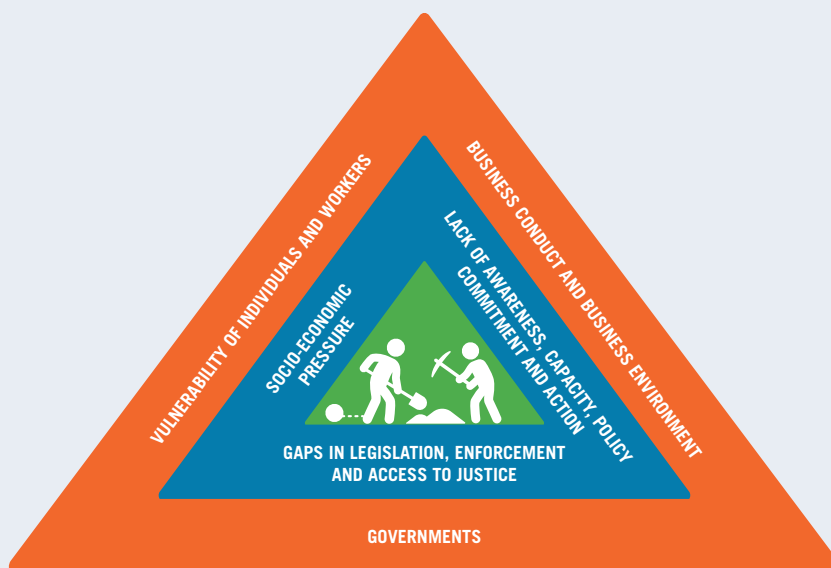 VULNERABILITY OF INDIVIDUALS AND WORKERS
BUSINESS CONDUCT AND BUSINESS ENVIRONMENT
SOCIO-ECONOMIC
PRESSURE
LACK OF AWARENESS, CAPACITY, POLICY
COMMITMENT AND ACTION
GAPS IN LEGISLATION, ENFORCEMENT
AND ACCESS TO JUSTICE
GOVERNMENTS